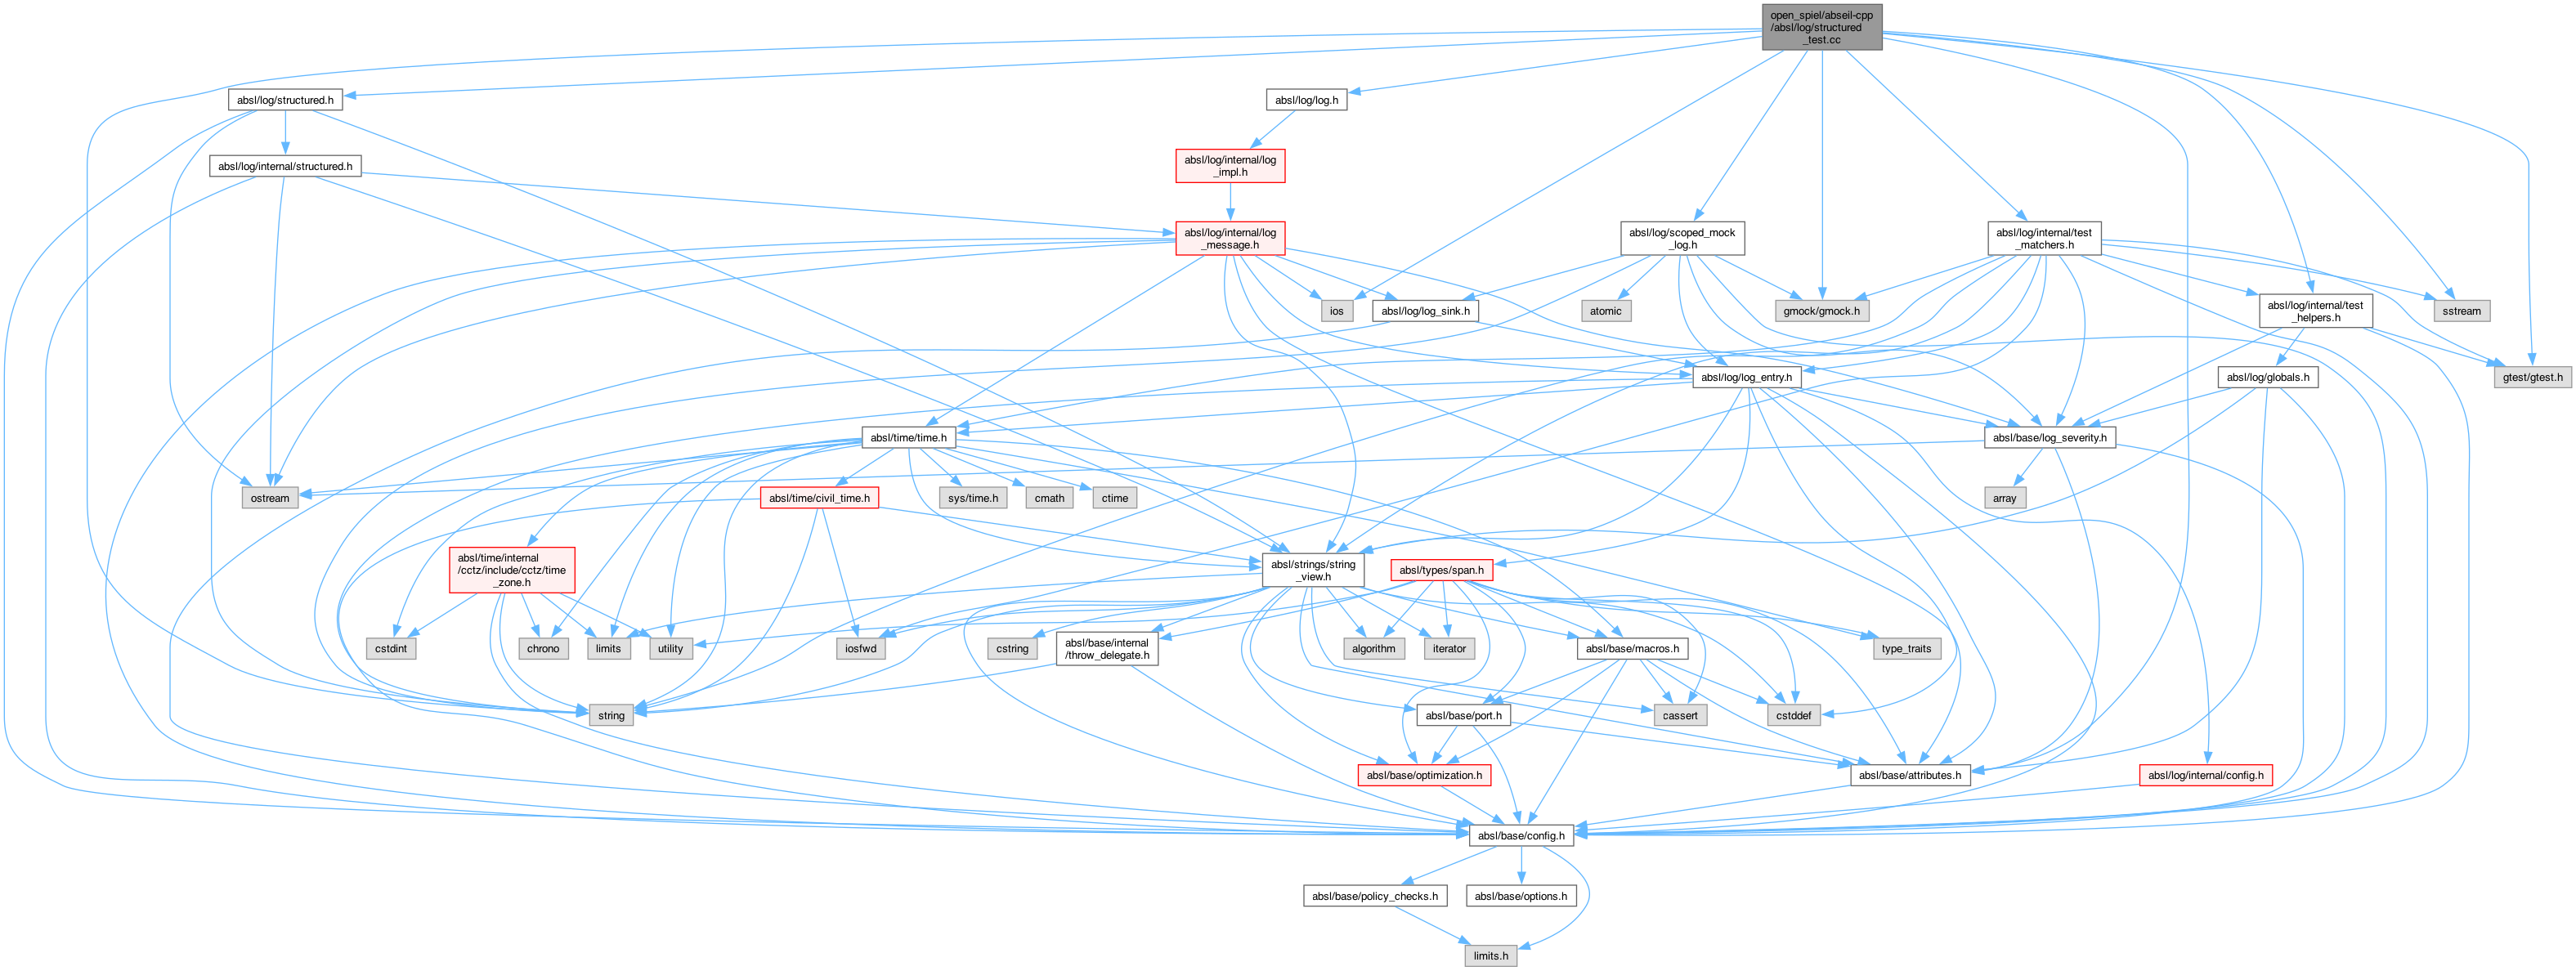 open_spiel/abseil-cpp
/absl/log/structured
_test.cc
absl/log/structured.h
absl/log/log.h
absl/log/internal/structured.h
absl/log/internal/log
_impl.h
absl/log/internal/log
_message.h
absl/log/scoped_mock
_log.h
absl/log/internal/test
_matchers.h
ios
absl/log/log_sink.h
atomic
gmock/gmock.h
absl/log/internal/test
_helpers.h
sstream
absl/log/log_entry.h
absl/log/globals.h
gtest/gtest.h
absl/time/time.h
absl/base/log_severity.h
ostream
absl/time/civil_time.h
sys/time.h
cmath
ctime
array
absl/time/internal
/cctz/include/cctz/time
_zone.h
absl/strings/string
_view.h
absl/types/span.h
cstdint
chrono
limits
utility
iosfwd
cstring
absl/base/internal
/throw_delegate.h
algorithm
iterator
absl/base/macros.h
type_traits
string
absl/base/port.h
cassert
cstddef
absl/base/optimization.h
absl/base/attributes.h
absl/log/internal/config.h
absl/base/config.h
absl/base/policy_checks.h
absl/base/options.h
limits.h